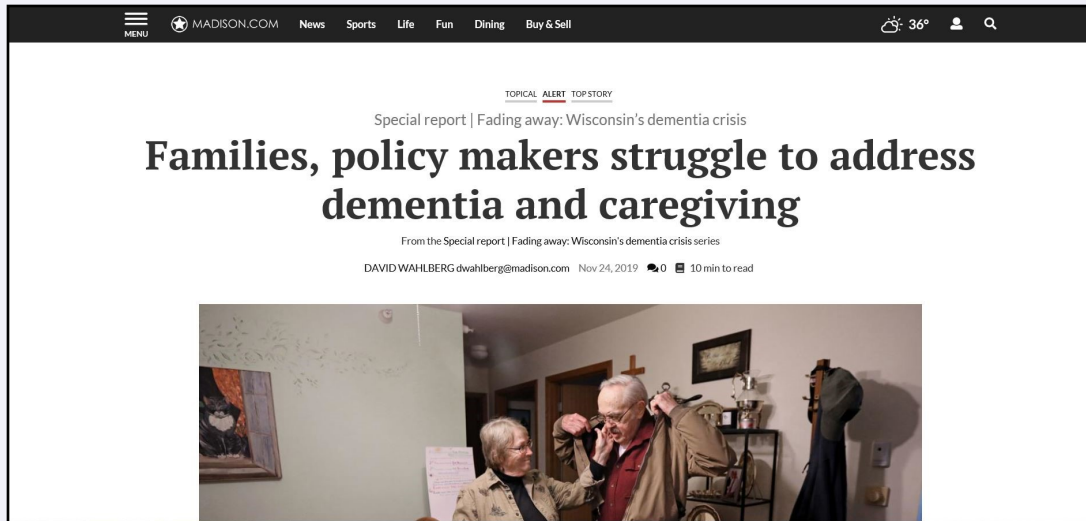 MENU
MADISON.COM News Sports Life Fun Dining Buy & Sell 36°
TOPICAL ALERT TOP STORY
Special report | Fading away: Wisconsin's dementia crisis
Families, policy makers struggle to address
dementia and caregiving
From the Special report | Fading away: Wisconsin's dementia crisis series
DAVID WAHLBERG dwahlberg@madison.com Nov 24, 2019 0 10 min to read